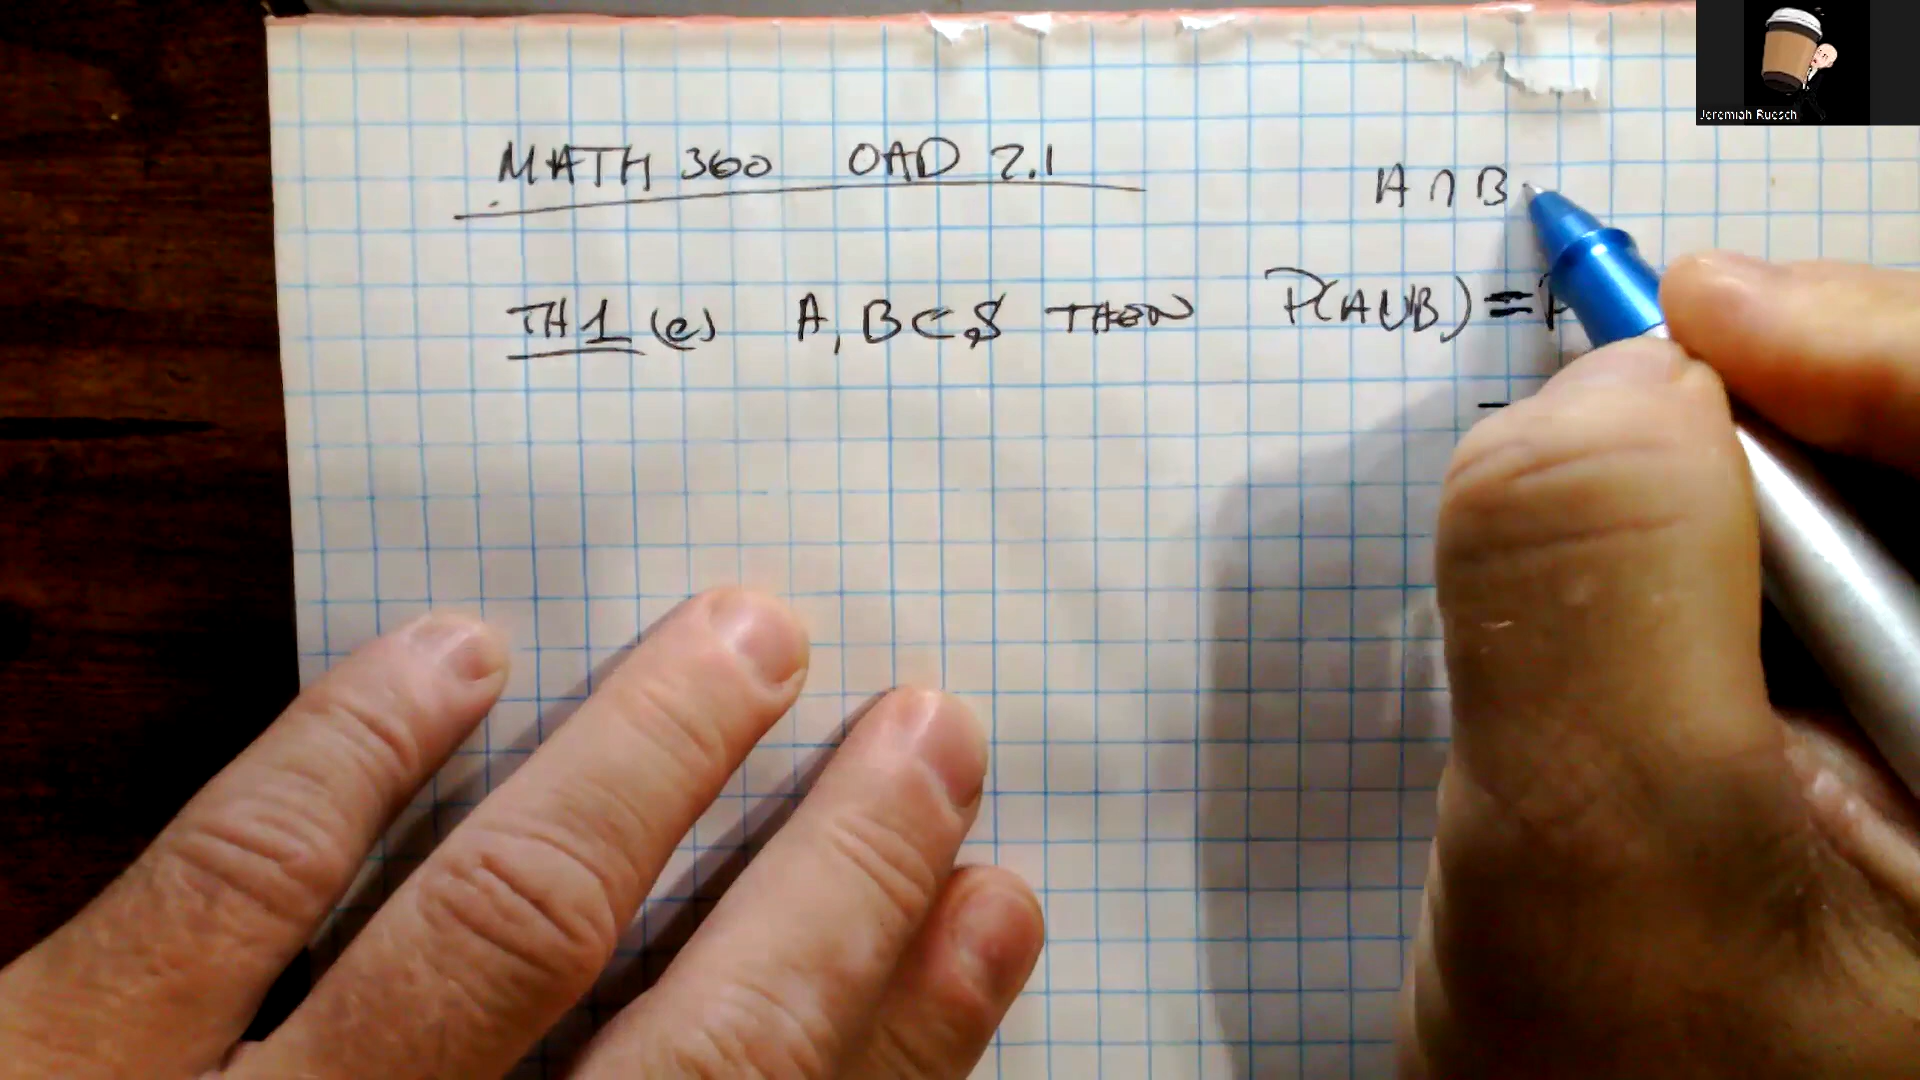 Jeremiah Ruesch
MATH 360 OAD 2.1
A ∩ B
TH 1 (e) A, B ⊂ S THEN P(A∪B) = P
-